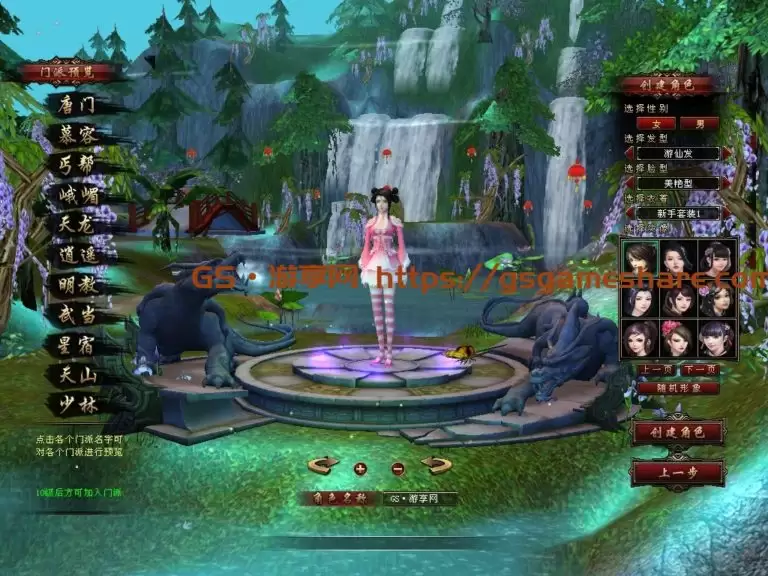 门派预览
唐门
慕容
丐帮
峨嵋
天龙
逍遥
明教
武当
星宿
天山
少林
点击各个门派名字可
对各个门派进行预览
10级后方可加入门派
GS·游享网 https://gsgameshare.com
角色名称
GS·游享网
创建角色
选择性别
女 男
选择发型
游仙发
选择脸型
美艳型
选择衣着
新手套装1
上一页 下一页
随机形象
创建角色
上一步